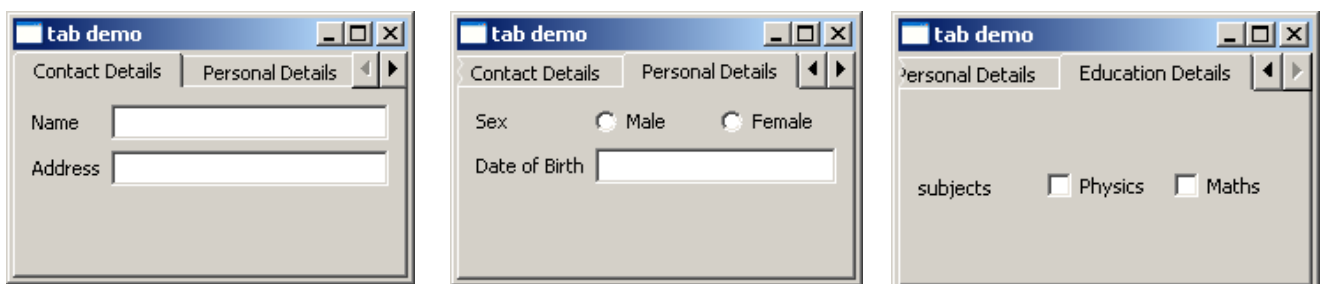 tab demo
Contact Details Personal Details
Name
Address
tab demo
Contact Details Personal Details
Sex Male Female
Date of Birth
tab demo
Personal Details Education Details
subjects Physics Maths